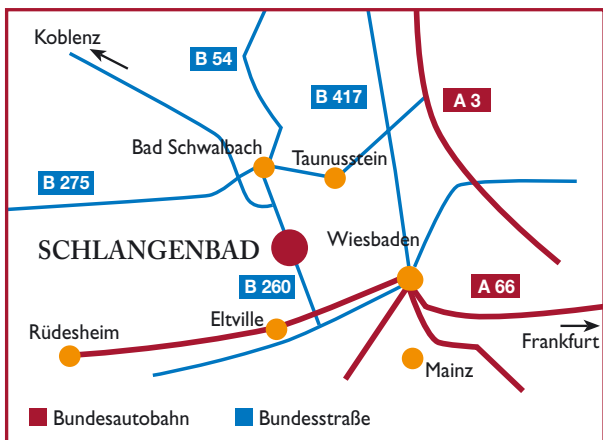 Koblenz
B 54
B 417
A 3
Bad Schwalbach
Taunusstein
B 275
SCHLANGENBAD
Wiesbaden
B 260
A 66
Eltville
Rüdesheim
Frankfurt
Mainz
Bundesautobahn
Bundesstraße